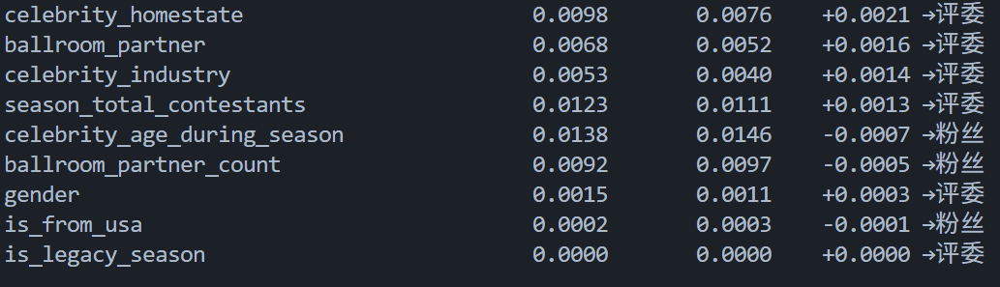 celebrity_homestate 0.0098 0.0076 +0.0021 →评委
ballroom_partner 0.0068 0.0052 +0.0016 →评委
celebrity_industry 0.0053 0.0040 +0.0014 →评委
season_total_contestants 0.0123 0.0111 +0.0013 →评委
celebrity_age_during_season 0.0138 0.0146 -0.0007 →粉丝
ballroom_partner_count 0.0092 0.0097 -0.0005 →粉丝
gender 0.0015 0.0011 +0.0003 →评委
is_from_usa 0.0002 0.0003 -0.0001 →粉丝
is_legacy_season 0.0000 0.0000 +0.0000 →评委